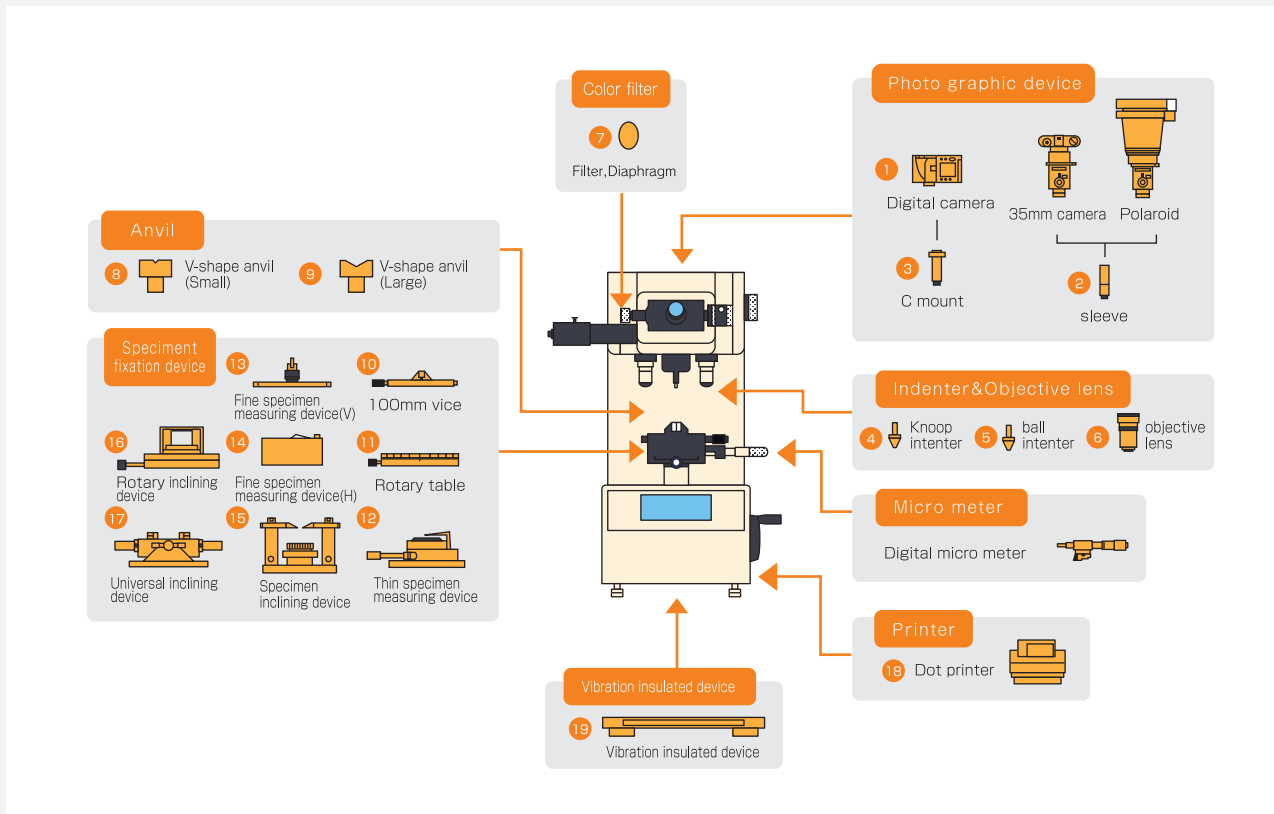 Color filter
7
Filter,Diaphragm
Photo graphic device
1
Digital camera
35mm camera
Polaroid
3
C mount
2
sleeve
Anvil
8
V-shape anvil
(Small)
9
V-shape anvil
(Large)
Speciment
fixation device
13
Fine specimen
measuring device(V)
10
100mm vice
16
Rotary inclining
device
14
Fine specimen
measuring device(H)
11
Rotary table
17
Universal inclining
device
15
Specimen
inclining device
12
Thin specimen
measuring device
Indenter&Objective lens
4
Knoop
intenter
5
ball
intenter
6
objective
lens
Micro meter
Digital micro meter
Printer
18
Dot printer
Vibration insulated device
19
Vibration insulated device